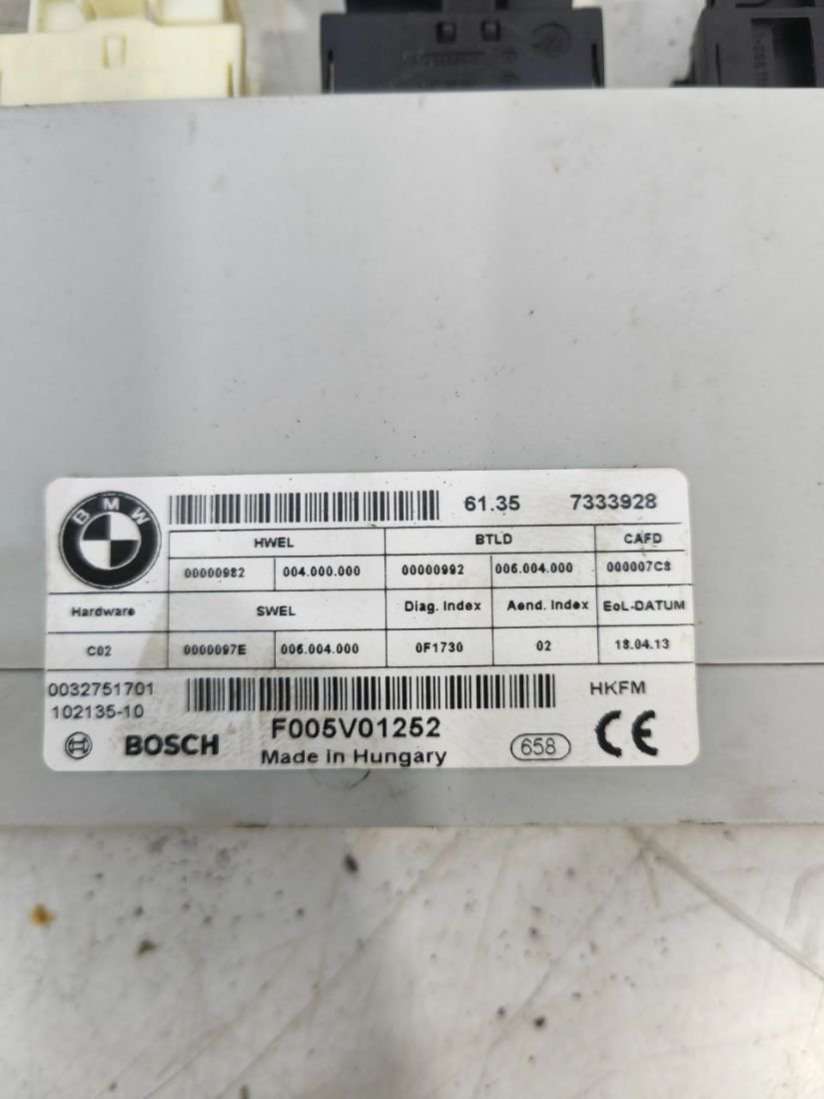 BMW
61.35 7333928
HWEL BTLD CAFD
00000982 004.000.000 00000992 006.004.000 000007C8
Hardware SWEL Diag. Index Aend. Index EoL-DATUM
C02 0000097E 006.004.000 0F1730 02 18.04.13
0032751701 HKFM
102135-10
F005V01252
BOSCH Made in Hungary 658 CE